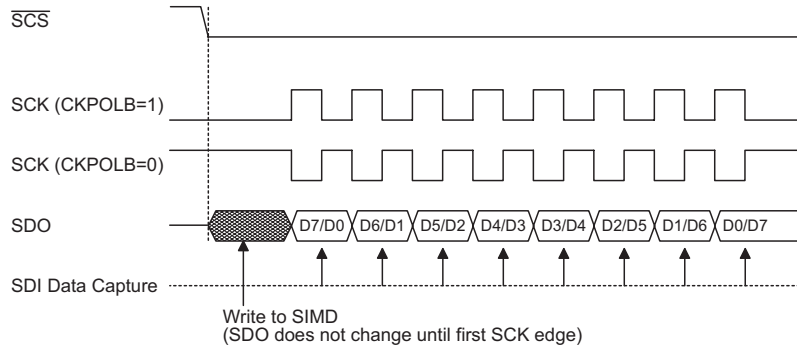 SCS
SCK (CKPOLB=1)
SCK (CKPOLB=0)
SDO
D7/D0 D6/D1 D5/D2 D4/D3 D3/D4 D2/D5 D1/D6 D0/D7
SDI Data Capture
Write to SIMD
(SDO does not change until first SCK edge)